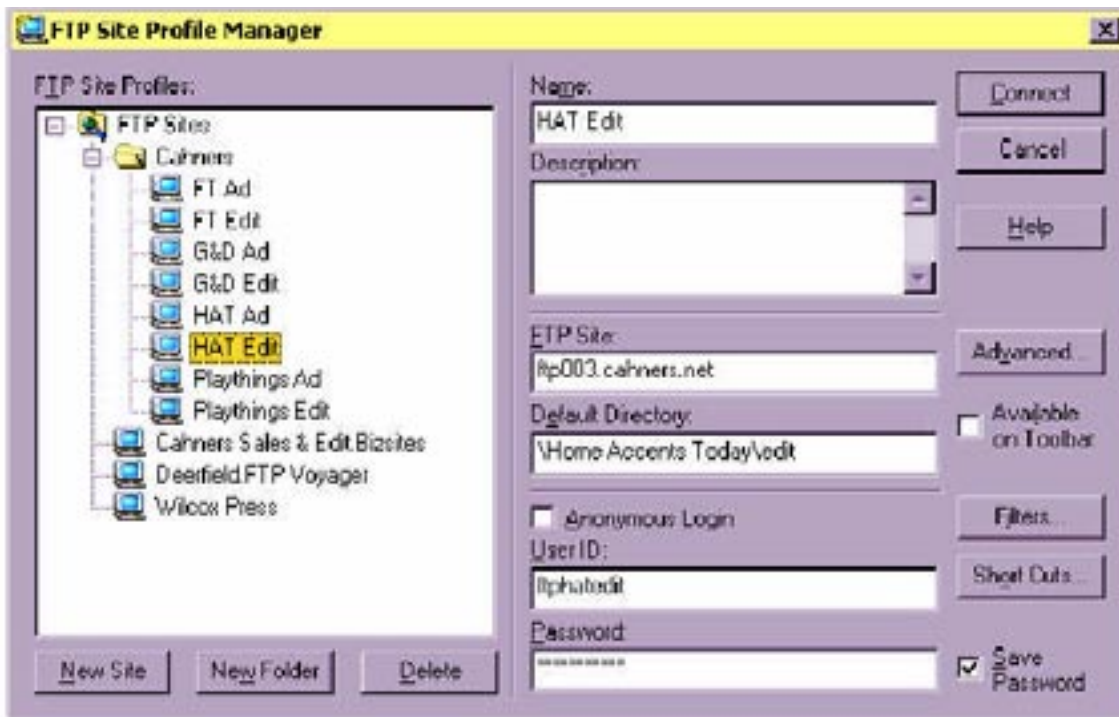 FTP Site Profile Manager
FTP Site Profiles:
FTP Sites
Cahners
FT Ad
FT Edit
G&D Ad
G&D Edit
HAT Ad
HAT Edit
Playthings Ad
Playthings Edit
Cahners Sales & Edit Bizsites
Deerfield FTP Voyager
Wilcox Press
New Site
New Folder
Delete
Name:
HAT Edit
Description:
FTP Site:
ftp003.cahners.net
Default Directory:
\Home Accents Today\edit
Anonymous Login
User ID:
ftphatedit
Password:
**********
Connect
Cancel
Help
Advanced...
Available
on Toolbar
Filters...
Short Cuts...
Save
Password